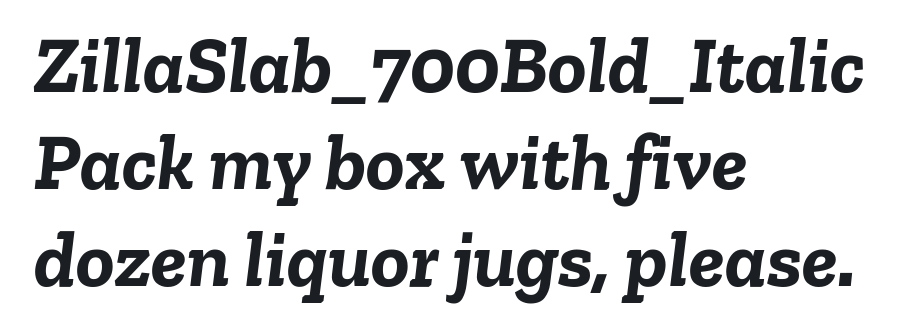 ZillaSlab_700Bold_Italic
Pack my box with five
dozen liquor jugs, please.